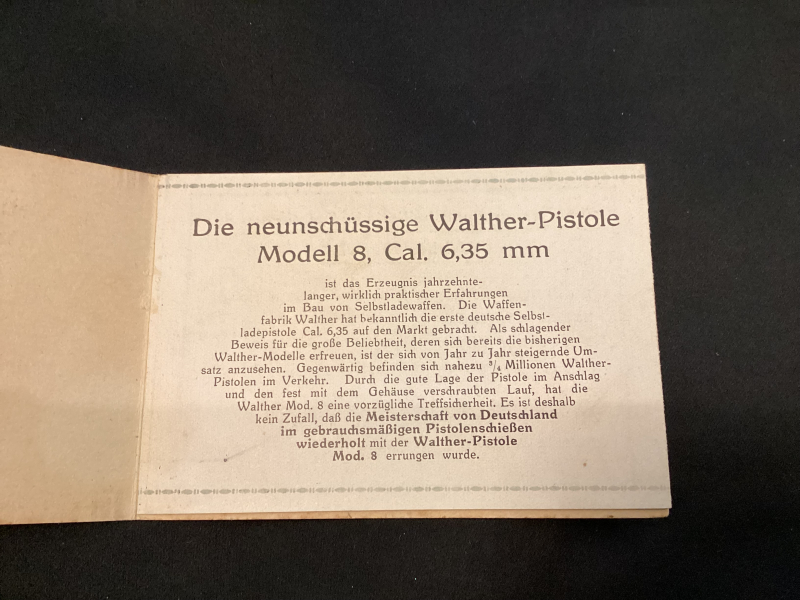 Die neunschüssige Walther-Pistole
Modell 8, Cal. 6,35 mm
ist das Erzeugnis jahrzehnte-
langer, wirklich praktischer Erfahrungen
im Bau von Selbstladewaffen. Die Waffen-
fabrik Walther hat bekanntlich die erste deutsche Selbst-
ladepistole Cal. 6,35 auf den Markt gebracht. Als schlagender
Beweis für die große Beliebtheit, deren sich bereits die bisherigen
Walther-Modelle erfreuen, ist der sich von Jahr zu Jahr steigernde Um-
satz anzusehen. Gegenwärtig befinden sich nahezu ¾ Millionen Walther-
Pistolen im Verkehr. Durch die gute Lage der Pistole im Anschlag
und den fest mit dem Gehäuse verschraubten Lauf, hat die
Walther Mod. 8 eine vorzügliche Treffsicherheit. Es ist deshalb
kein Zufall, daß die Meisterschaft von Deutschland
im gebrauchsmäßigen Pistolenschießen
wiederholt mit der Walther-Pistole
Mod. 8 errungen wurde.